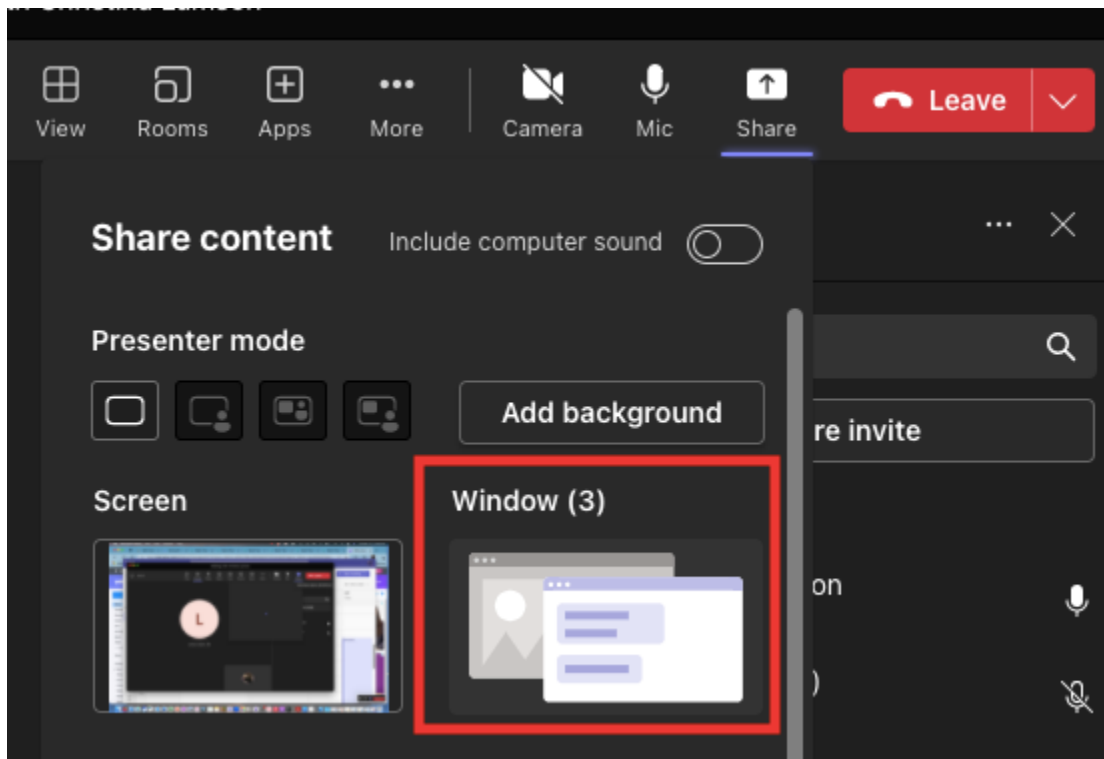 View Rooms Apps More Camera Mic Share Leave
Share content Include computer sound
Presenter mode
Add background
re invite
Screen Window (3)
L
on
)